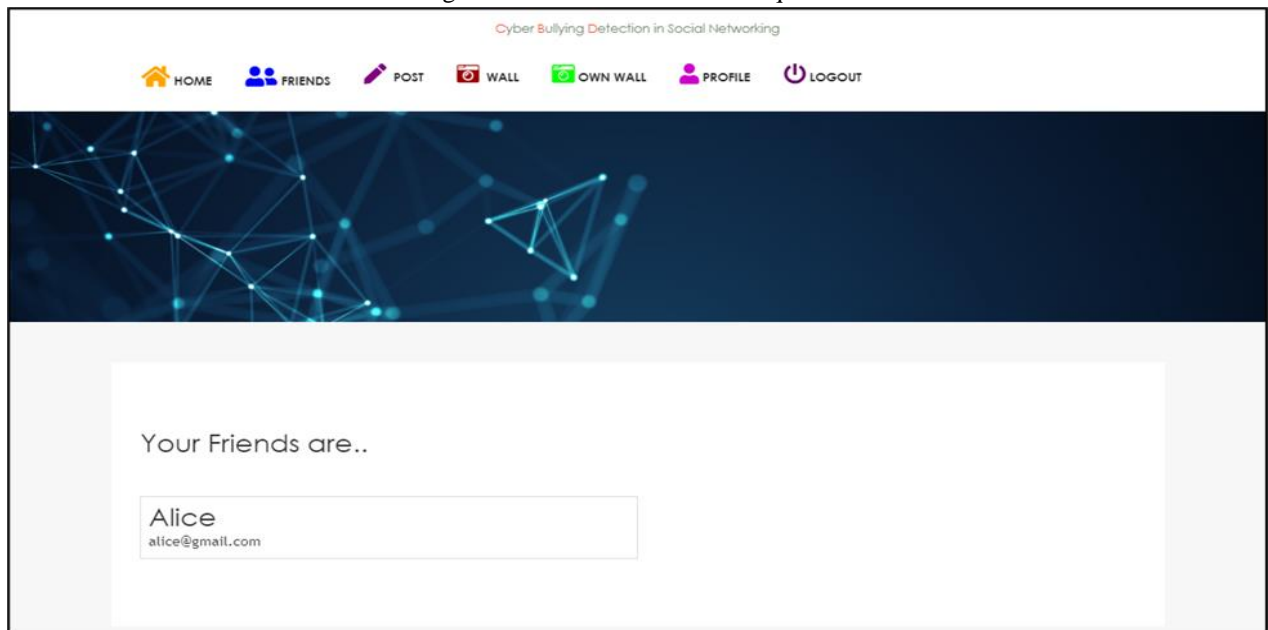 Cyber Bullying Detection in Social Networking
HOME FRIENDS POST WALL OWN WALL PROFILE LOGOUT
Your Friends are..
Alice
alice@gmail.com